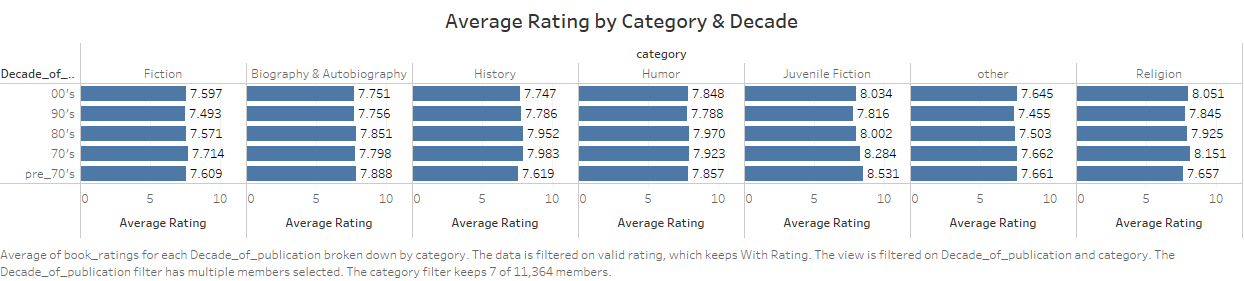 Average Rating by Category & Decade
category
Decade_of_.. Fiction Biography & Autobiography History Humor Juvenile Fiction other Religion
00's 7.597 7.751 7.747 7.848 8.034 7.645 8.051
90's 7.493 7.756 7.786 7.788 7.816 7.455 7.845
80's 7.571 7.851 7.952 7.970 8.002 7.503 7.925
70's 7.714 7.798 7.983 7.923 8.284 7.662 8.151
pre_70's 7.609 7.888 7.619 7.857 8.531 7.661 7.657
0 5 10 0 5 10 0 5 10 0 5 10 0 5 10 0 5 10 0 5 10
Average Rating Average Rating Average Rating Average Rating Average Rating Average Rating Average Rating
Average of book_ratings for each Decade_of_publication broken down by category. The data is filtered on valid rating, which keeps With Rating. The view is filtered on Decade_of_publication and category. The
Decade_of_publication filter has multiple members selected. The category filter keeps 7 of 11,364 members.